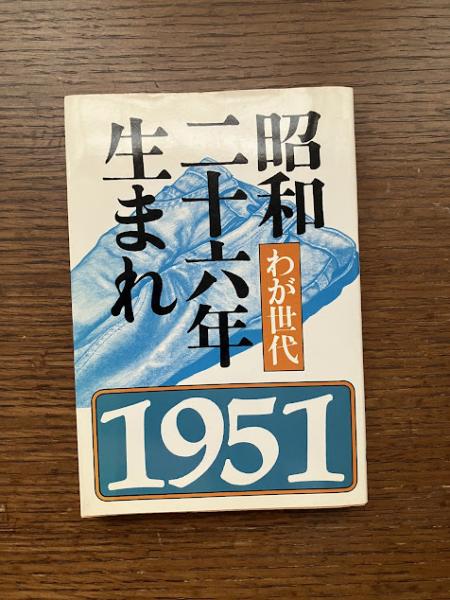 昭和
二十六年
生まれ
わが世代
1951